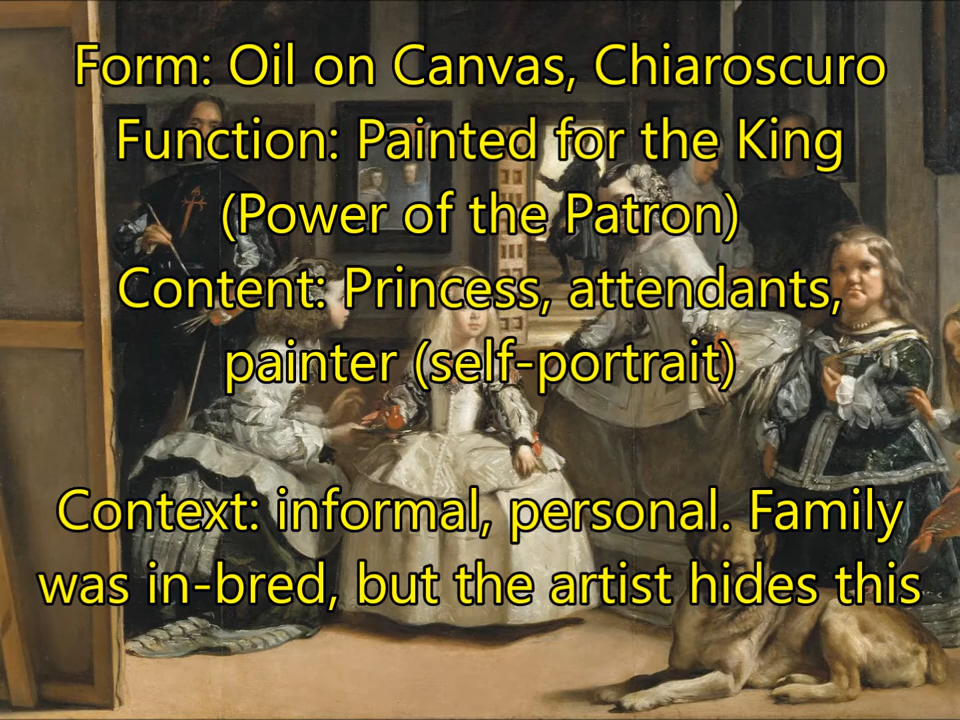 Form: Oil on Canvas, Chiaroscuro
Function: Painted for the King
(Power of the Patron)
Content: Princess, attendants,
painter (self-portrait)
Context: informal, personal. Family
was in-bred, but the artist hides this